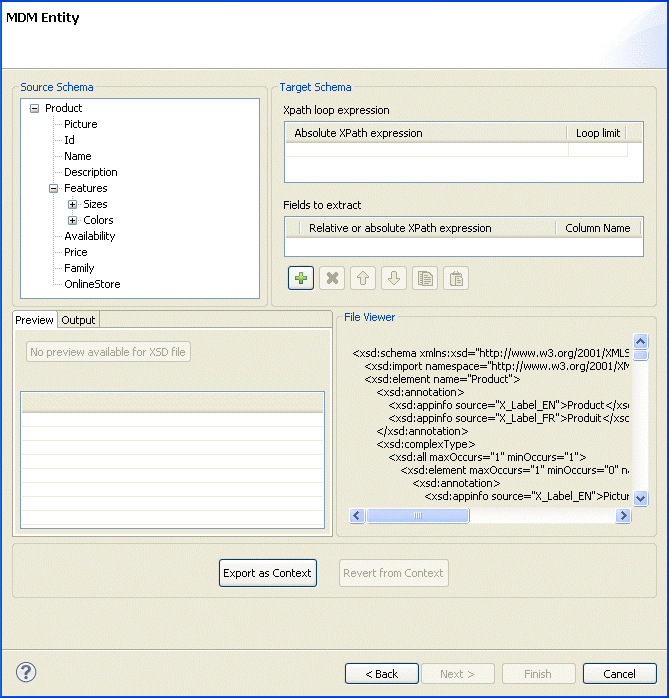 MDM Entity
Source Schema
Product
Picture
Id
Name
Description
Features
Sizes
Colors
Availability
Price
Family
OnlineStore
Target Schema
Xpath loop expression
Absolute XPath expression Loop limit
Fields to extract
Relative or absolute XPath expression Column Name
Preview Output
No preview available for XSD file
File Viewer
<xsd:schema xmlns:xsd="http://www.w3.org/2001/XMLS
<xsd:import namespace="http://www.w3.org/2001/XM
<xsd:element name="Product">
<xsd:annotation>
<xsd:appinfo source="X_Label_EN">Product</xsd
<xsd:appinfo source="X_Label_FR">Produit</xsd
</xsd:annotation>
<xsd:complexType>
<xsd:all maxOccurs="1" minOccurs="1">
<xsd:element maxOccurs="1" minOccurs="0" na
<xsd:annotation>
<xsd:appinfo source="X_Label_EN">Pictur
Export as Context Revert from Context
? < Back Next > Finish Cancel